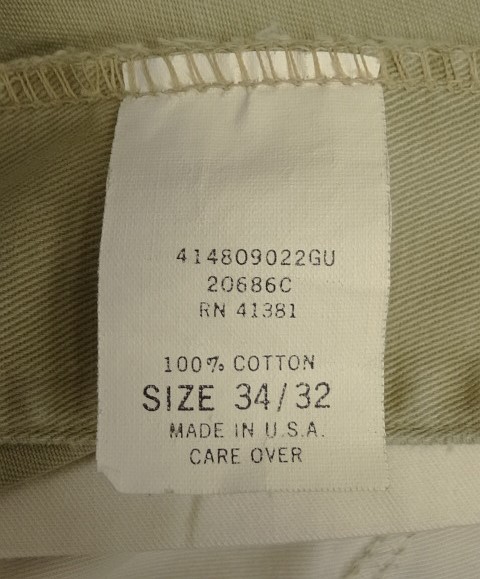 414809022GU
20686C
RN 41381
100% COTTON
SIZE 34/32
MADE IN U.S.A.
CARE OVER